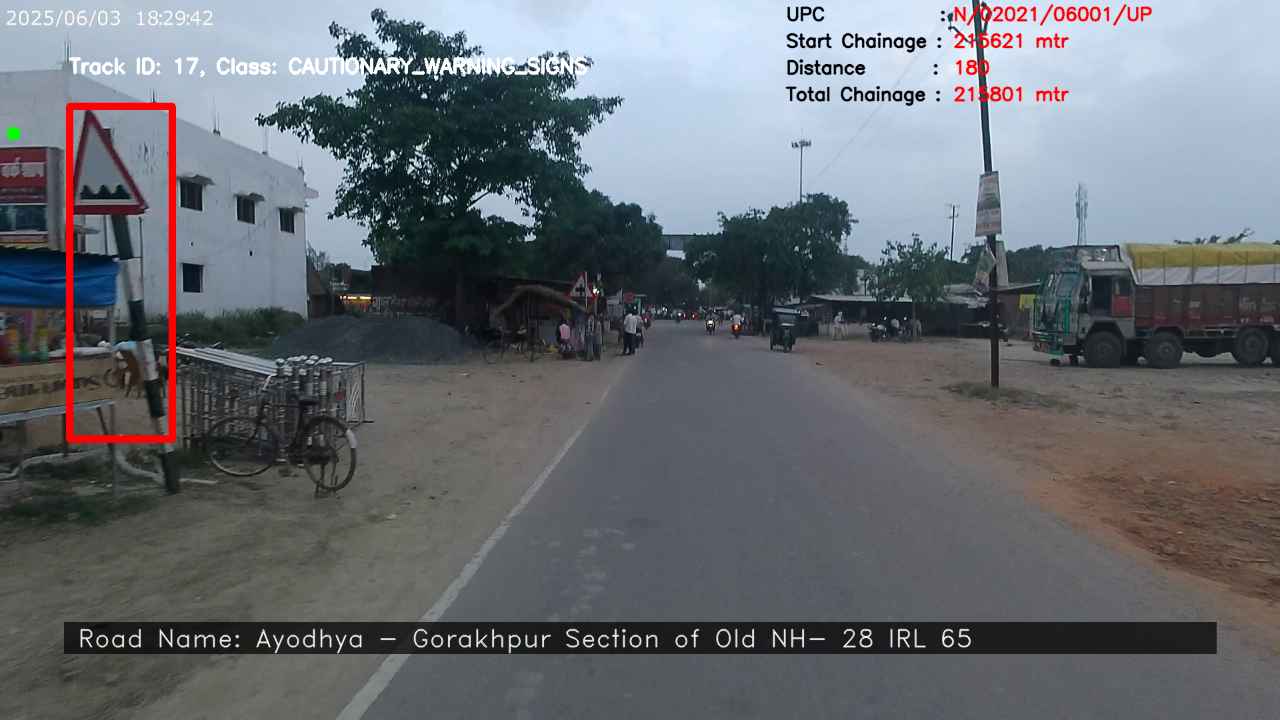 2025/06/03 18:29:42
UPC : N/02021/06001/UP
Start Chainage : 215621 mtr
Distance : 180
Total Chainage : 215801 mtr
Track ID: 17, Class: CAUTIONARY_WARNING_SIGNS
Road Name: Ayodhya - Gorakhpur Section of Old NH- 28 IRL 65